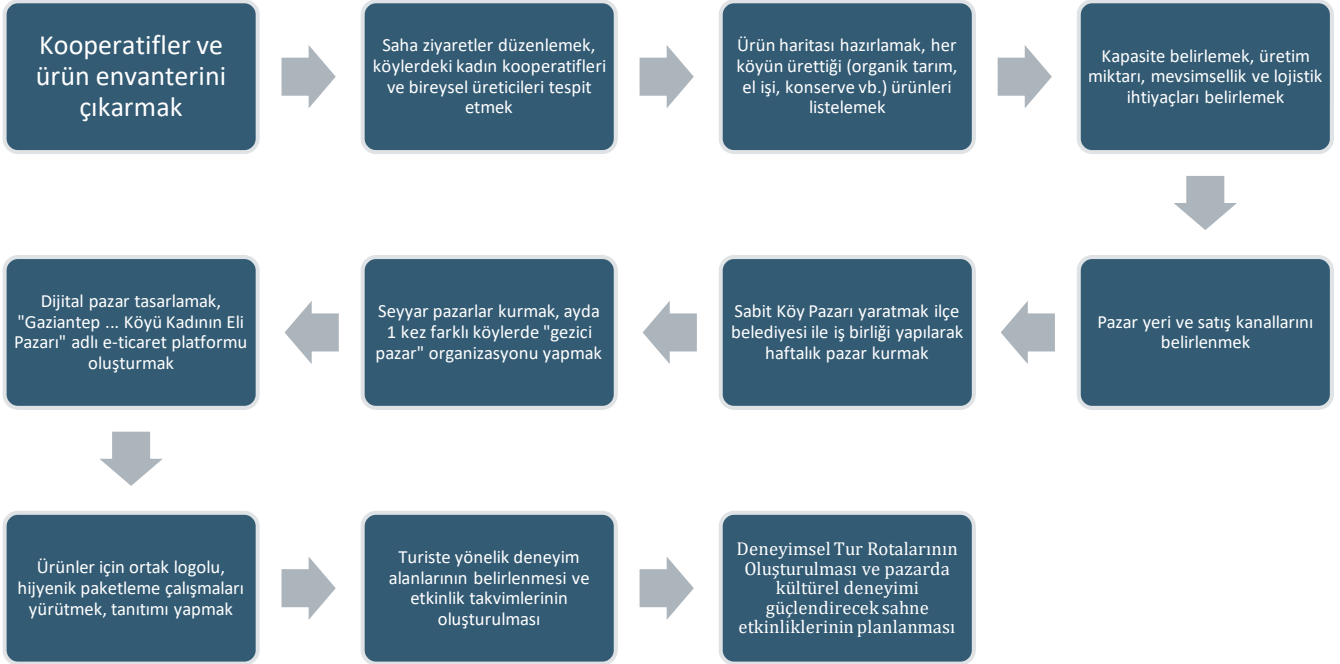 Kooperatifler ve
ürün envanterini
çıkarmak
Saha ziyaretler düzenlemek,
köylerdeki kadın kooperatifleri
ve bireysel üreticileri tespit
etmek
Ürün haritası hazırlamak, her
köyün ürettiği (organik tarım,
el işi, konserve vb.) ürünleri
listelemek
Kapasite belirlemek, üretim
miktarı, mevsimsellik ve lojistik
ihtiyaçları belirlemek
Pazar yeri ve satış kanallarını
belirlenmek
Sabit Köy Pazarı yaratmak ilçe
belediyesi ile iş birliği yapılarak
haftalık pazar kurmak
Seyyar pazarlar kurmak, ayda
1 kez farklı köylerde "gezici
pazar" organizasyonu yapmak
Dijital pazar tasarlamak,
"Gaziantep ... Köyü Kadının Eli
Pazarı" adlı e-ticaret platformu
oluşturmak
Ürünler için ortak logolu,
hijyenik paketleme çalışmaları
yürütmek, tanıtımı yapmak
Turiste yönelik deneyim
alanlarının belirlenmesi ve
etkinlik takvimlerinin
oluşturulması
Deneyimsel Tur Rotalarının
Oluşturulması ve pazarda
kültürel deneyimi
güçlendirecek sahne
etkinliklerinin planlanması